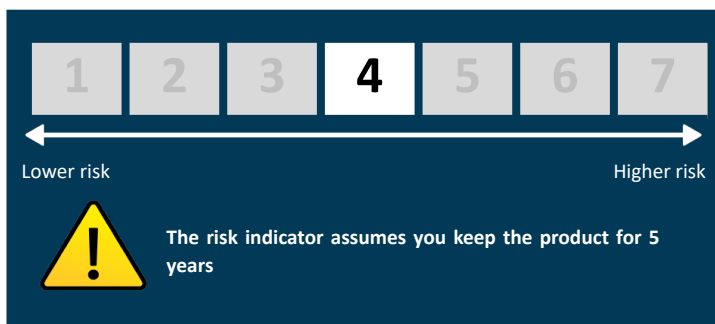 1 2 3 4 5 6 7
Lower risk Higher risk
!
The risk indicator assumes you keep the product for 5
years